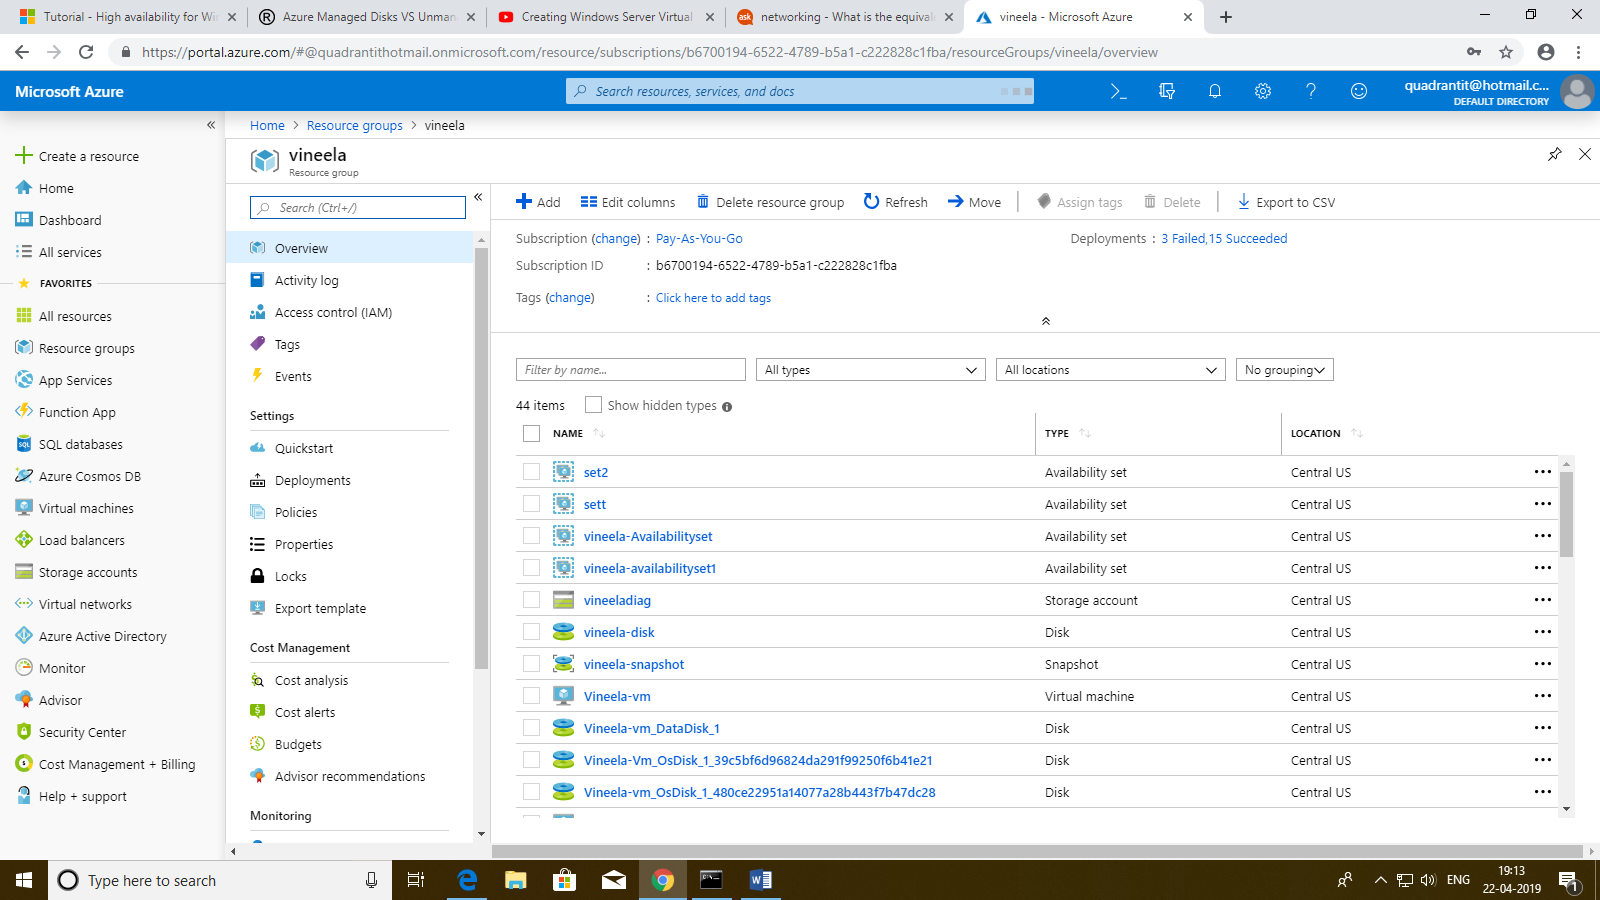 Tutorial - High availability for Wi
Azure Managed Disks VS Unman
Creating Windows Server Virtual
ask
networking - What is the equival
vineela - Microsoft Azure
https://portal.azure.com/#@quadrantithotmail.onmicrosoft.com/resource/subscriptions/b6700194-6522-4789-b5a1-c222828c1fba/resourceGroups/vineela/overview
Microsoft Azure
Search resources, services, and docs
quadrantit@hotmail.c...
DEFAULT DIRECTORY
Create a resource
Home
Dashboard
All services
FAVORITES
All resources
Resource groups
App Services
Function App
SQL databases
Azure Cosmos DB
Virtual machines
Load balancers
Storage accounts
Virtual networks
Azure Active Directory
Monitor
Advisor
Security Center
Cost Management + Billing
Help + support
Home > Resource groups > vineela
vineela
Resource group
Search (Ctrl+/)
Overview
Activity log
Access control (IAM)
Tags
Events
Settings
Quickstart
Deployments
Policies
Properties
Locks
Export template
Cost Management
Cost analysis
Cost alerts
Budgets
Advisor recommendations
Monitoring
Add Edit columns Delete resource group Refresh Move Assign tags Delete Export to CSV
Subscription (change) : Pay-As-You-Go
Deployments : 3 Failed,15 Succeeded
Subscription ID : b6700194-6522-4789-b5a1-c222828c1fba
Tags (change) : Click here to add tags
Filter by name... All types All locations No grouping
44 items Show hidden types
NAME TYPE LOCATION
set2 Availability set Central US
sett Availability set Central US
vineela-Availabilityset Availability set Central US
vineela-availabilityset1 Availability set Central US
vineeladiag Storage account Central US
vineela-disk Disk Central US
vineela-snapshot Snapshot Central US
Vineela-vm Virtual machine Central US
Vineela-vm_DataDisk_1 Disk Central US
Vineela-Vm_OsDisk_1_39c5bf6d96824da291f99250f6b41e21 Disk Central US
Vineela-vm_OsDisk_1_480ce22951a14077a28b443f7b47dc28 Disk Central US
Type here to search
ENG
19:13
22-04-2019
1